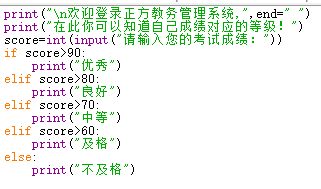 print("\n欢迎登录正方教务管理系统,",end=" ")
print("在此你可以知道自己成绩对应的等级！")
score=int(input("请输入您的考试成绩："))
if score>90:
    print("优秀")
elif score>80:
    print("良好")
elif score>70:
    print("中等")
elif score>60:
    print("及格")
else:
    print("不及格")